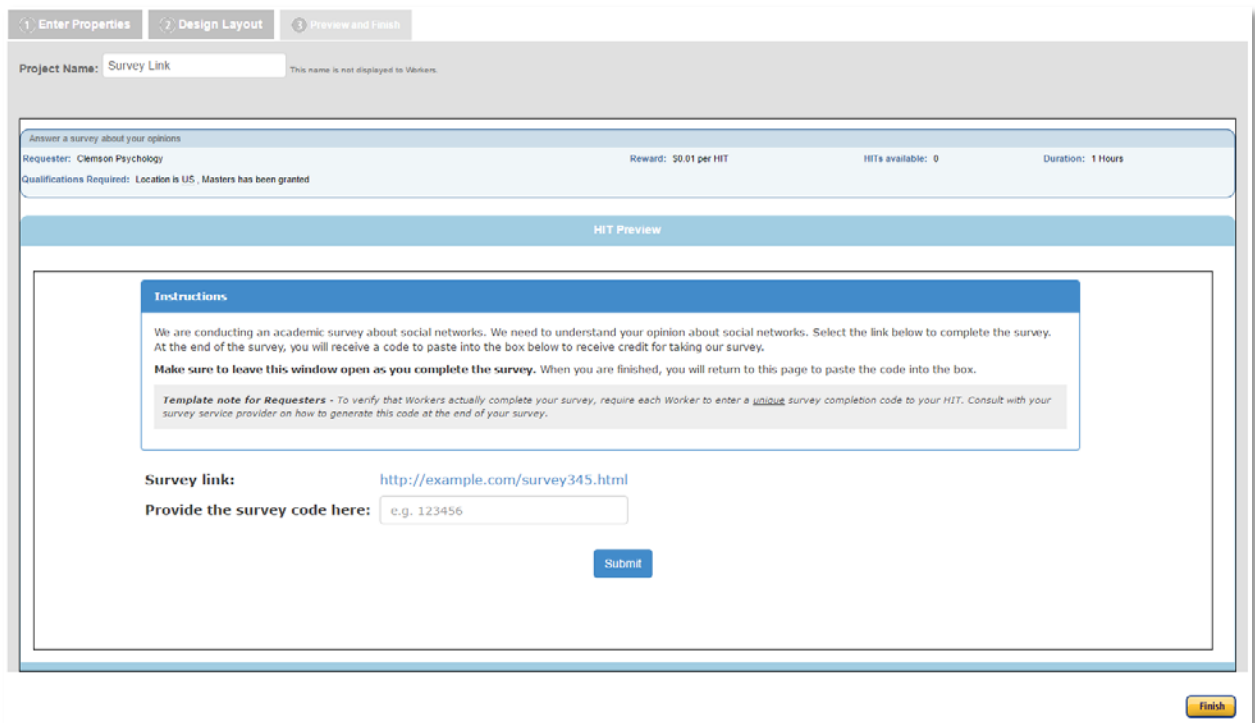 1 Enter Properties 2 Design Layout 3 Preview and Finish
Project Name: Survey Link This name is not displayed to Workers.
Answer a survey about your opinions
Requester: Clemson Psychology Reward: $0.01 per HIT HITs available: 0 Duration: 1 Hours
Qualifications Required: Location is US , Masters has been granted
HIT Preview
Instructions
We are conducting an academic survey about social networks. We need to understand your opinion about social networks. Select the link below to complete the survey.
At the end of the survey, you will receive a code to paste into the box below to receive credit for taking our survey.
Make sure to leave this window open as you complete the survey. When you are finished, you will return to this page to paste the code into the box.
Template note for Requesters - To verify that Workers actually complete your survey, require each Worker to enter a unique survey completion code to your HIT. Consult with your
survey service provider on how to generate this code at the end of your survey.
Survey link: http://example.com/survey345.html
Provide the survey code here: e.g. 123456
Submit
Finish